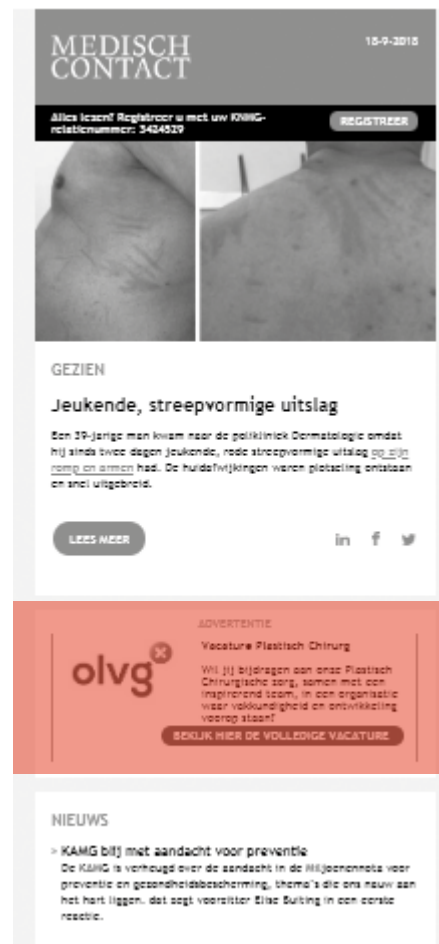 MEDISCH
CONTACT
18-9-2018
Alles lezen? Registreer u met uw KNMG-
relatienummer: 3424529
REGISTREER
GEZIEN
Jeukende, streepvormige uitslag
Een 39-jarige man kwam naar de polikliniek Dermatologie omdat
hij sinds twee dagen jeukende, rode streepvormige uitslag op zijn
romp en armen had. De huidafwijkingen waren plotseling ontstaan
en snel uitgebreid.
LEES MEER
in f
ADVERTENTIE
olvg
Vacature Plastisch Chirurg
Wil jij bijdragen aan onze Plastisch
Chirurgische zorg, samen met een
inspirerend team, in een organisatie
waar vakkundigheid en ontwikkeling
voorop staan?
BEKIJK HIER DE VOLLEDIGE VACATURE
NIEUWS
> KAMG blij met aandacht voor preventie
De KAMG is verheugd over de aandacht in de Miljoenennota voor
preventie en gezondheidsbescherming, thema's die ons nauw aan
het hart liggen. dat zegt voorzitter Elise Buiting in een eerste
reactie.